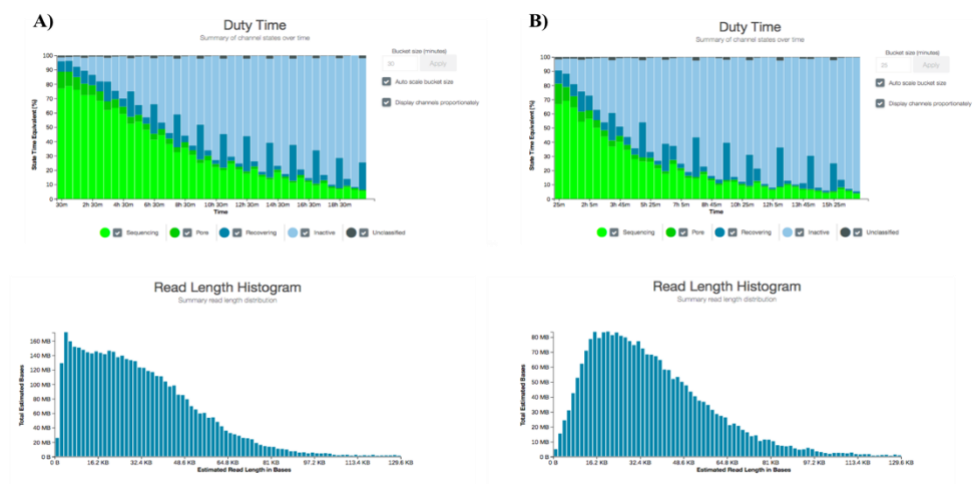 A)
Duty Time
Summary of channel states over time
Bucket size (minutes)
30 Apply
Auto scale bucket size
Display channels proportionately
State Time Equivalent (%)
100
90
80
70
60
50
40
30
20
10
0
30m 2h 30m 4h 30m 6h 30m 8h 30m 10h 30m 12h 30m 14h 30m 16h 30m 18h 30m
Time
Sequencing Pore Recovering Inactive Unclassified
B)
Duty Time
Summary of channel states over time
Bucket size (minutes)
25 Apply
Auto scale bucket size
Display channels proportionately
State Time Equivalent (%)
100
90
80
70
60
50
40
30
20
10
0
25m 2h 5m 3h 45m 5h 25m 7h 5m 8h 45m 10h 25m 12h 5m 13h 45m 15h 25m
Time
Sequencing Pore Recovering Inactive Unclassified
Read Length Histogram
Summary read length distribution
Total Estimated Bases
160 MB
140 MB
120 MB
100 MB
80 MB
60 MB
40 MB
20 MB
0 B
0 B 16.2 KB 32.4 KB 48.6 KB 64.8 KB 81 KB 97.2 KB 113.4 KB 129.6 KB
Estimated Read Length in Bases
Read Length Histogram
Summary read length distribution
Total Estimated Bases
80 MB
70 MB
60 MB
50 MB
40 MB
30 MB
20 MB
10 MB
0 B
0 B 16.2 KB 32.4 KB 48.6 KB 64.8 KB 81 KB 97.2 KB 113.4 KB 129.6 KB
Estimated Read Length in Bases